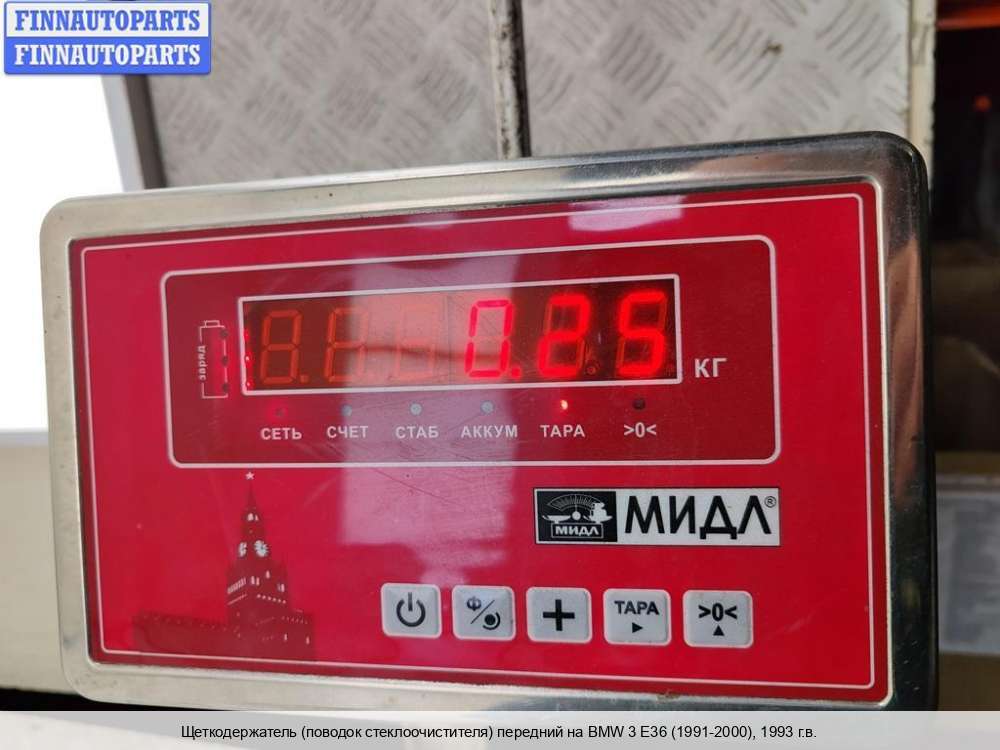 FINNAUTOPARTS
FINNAUTOPARTS
заряд
0.25
КГ
СЕТЬ СЧЕТ СТАБ АККУМ ТАРА >0<
МИДЛ МИДЛ®
Ф/ + ТАРА >0<
Щеткодержатель (поводок стеклоочистителя) передний на BMW 3 E36 (1991-2000), 1993 г.в.